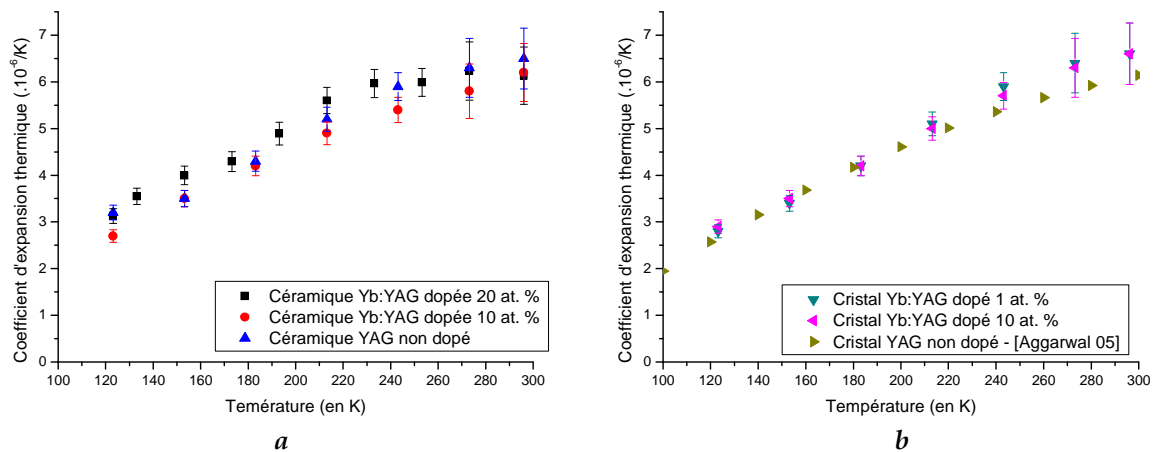 Coefficient d'expansion thermique (.10⁻⁶/K)
7
6
5
4
3
2
1
0
100 120 140 160 180 200 220 240 260 280 300
Temérature (en K)
Céramique Yb:YAG dopée 20 at. %
Céramique Yb:YAG dopée 10 at. %
Céramique YAG non dopé
a
Coefficient d'expansion thermique (.10⁻⁶/K)
7
6
5
4
3
2
1
0
100 120 140 160 180 200 220 240 260 280 300
Température (en K)
Cristal Yb:YAG dopé 1 at. %
Cristal Yb:YAG dopé 10 at. %
Cristal YAG non dopé - [Aggarwal 05]
b